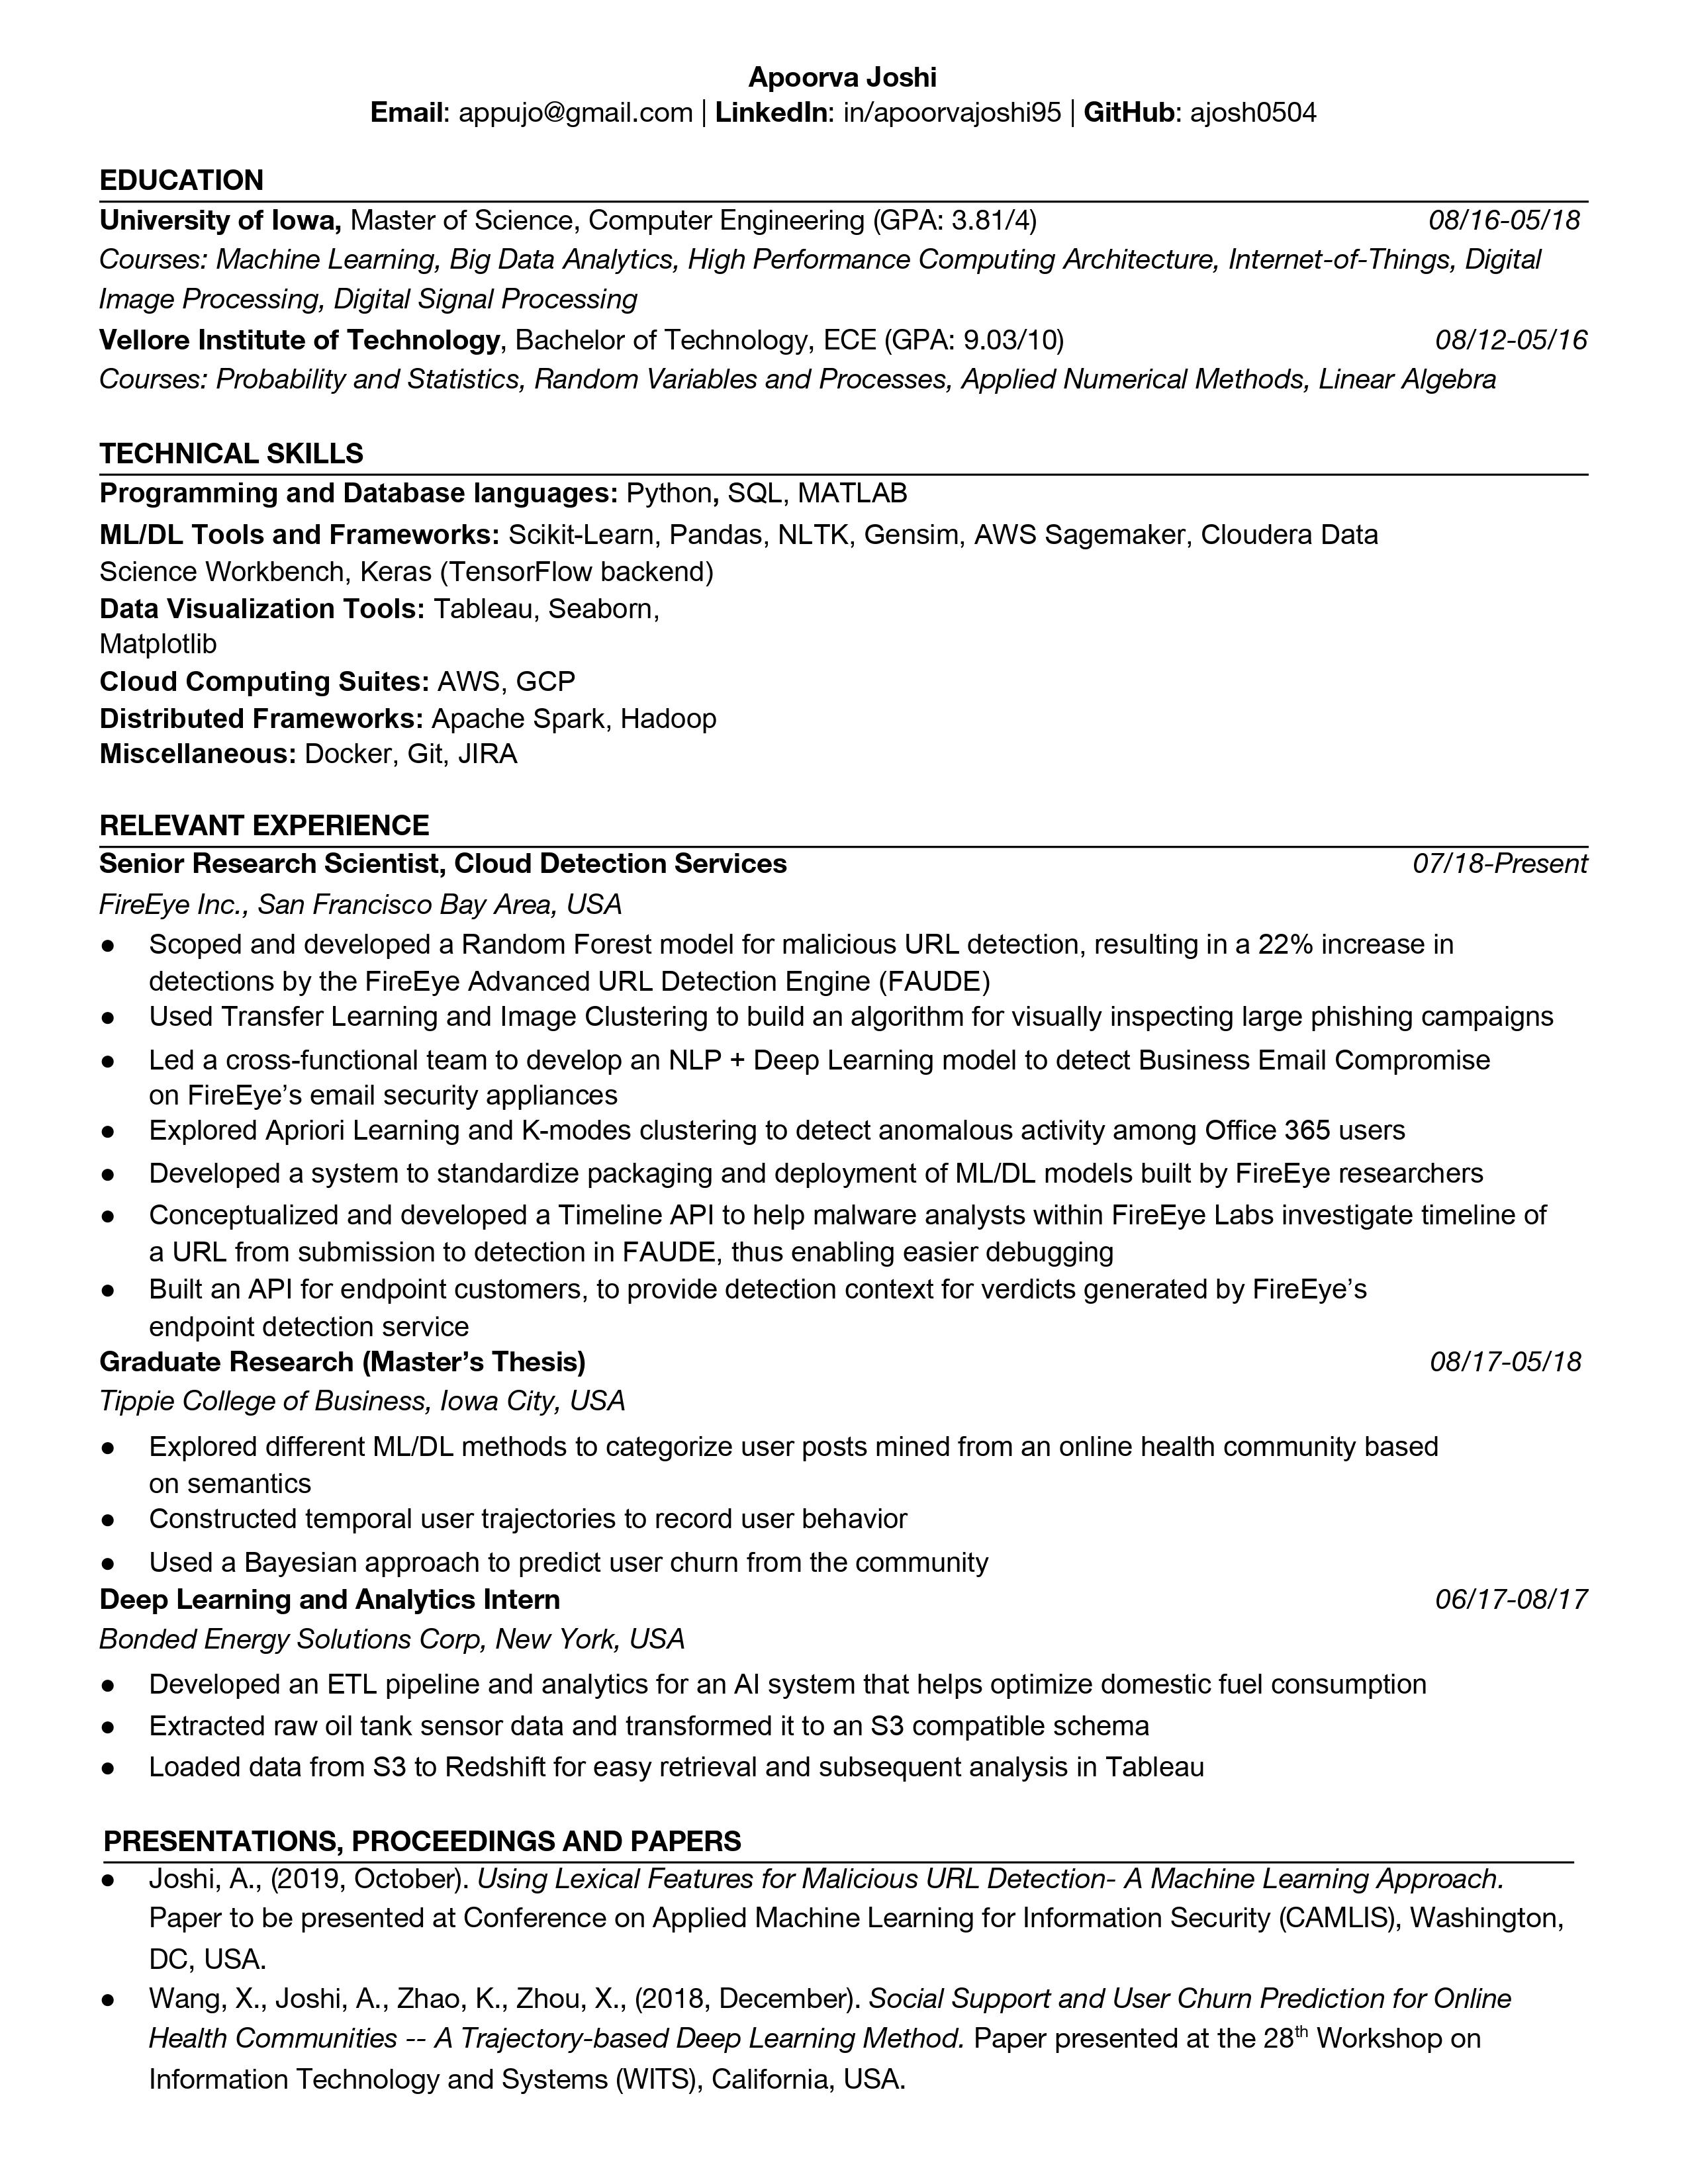 Apoorva Joshi
Email: appujo@gmail.com | LinkedIn: in/apoorvajoshi95 | GitHub: ajosh0504
EDUCATION
University of Iowa, Master of Science, Computer Engineering (GPA: 3.81/4) 08/16-05/18
Courses: Machine Learning, Big Data Analytics, High Performance Computing Architecture, Internet-of-Things, Digital
Image Processing, Digital Signal Processing
Vellore Institute of Technology, Bachelor of Technology, ECE (GPA: 9.03/10) 08/12-05/16
Courses: Probability and Statistics, Random Variables and Processes, Applied Numerical Methods, Linear Algebra
TECHNICAL SKILLS
Programming and Database languages: Python, SQL, MATLAB
ML/DL Tools and Frameworks: Scikit-Learn, Pandas, NLTK, Gensim, AWS Sagemaker, Cloudera Data
Science Workbench, Keras (TensorFlow backend)
Data Visualization Tools: Tableau, Seaborn,
Matplotlib
Cloud Computing Suites: AWS, GCP
Distributed Frameworks: Apache Spark, Hadoop
Miscellaneous: Docker, Git, JIRA
RELEVANT EXPERIENCE
Senior Research Scientist, Cloud Detection Services 07/18-Present
FireEye Inc., San Francisco Bay Area, USA
● Scoped and developed a Random Forest model for malicious URL detection, resulting in a 22% increase in
detections by the FireEye Advanced URL Detection Engine (FAUDE)
● Used Transfer Learning and Image Clustering to build an algorithm for visually inspecting large phishing campaigns
● Led a cross-functional team to develop an NLP + Deep Learning model to detect Business Email Compromise
on FireEye’s email security appliances
● Explored Apriori Learning and K-modes clustering to detect anomalous activity among Office 365 users
● Developed a system to standardize packaging and deployment of ML/DL models built by FireEye researchers
● Conceptualized and developed a Timeline API to help malware analysts within FireEye Labs investigate timeline of
a URL from submission to detection in FAUDE, thus enabling easier debugging
● Built an API for endpoint customers, to provide detection context for verdicts generated by FireEye’s
endpoint detection service
Graduate Research (Master’s Thesis) 08/17-05/18
Tippie College of Business, Iowa City, USA
● Explored different ML/DL methods to categorize user posts mined from an online health community based
on semantics
● Constructed temporal user trajectories to record user behavior
● Used a Bayesian approach to predict user churn from the community
Deep Learning and Analytics Intern 06/17-08/17
Bonded Energy Solutions Corp, New York, USA
● Developed an ETL pipeline and analytics for an AI system that helps optimize domestic fuel consumption
● Extracted raw oil tank sensor data and transformed it to an S3 compatible schema
● Loaded data from S3 to Redshift for easy retrieval and subsequent analysis in Tableau
PRESENTATIONS, PROCEEDINGS AND PAPERS
● Joshi, A., (2019, October). Using Lexical Features for Malicious URL Detection- A Machine Learning Approach.
Paper to be presented at Conference on Applied Machine Learning for Information Security (CAMLIS), Washington,
DC, USA.
● Wang, X., Joshi, A., Zhao, K., Zhou, X., (2018, December). Social Support and User Churn Prediction for Online
Health Communities -- A Trajectory-based Deep Learning Method. Paper presented at the 28th Workshop on
Information Technology and Systems (WITS), California, USA.